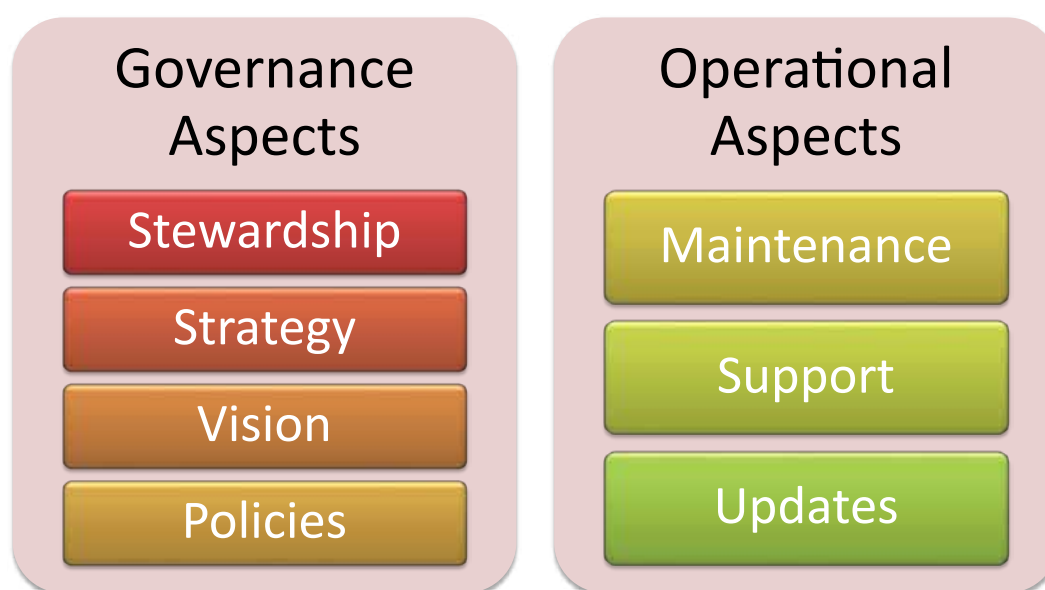 Governance
Aspects
Stewardship
Strategy
Vision
Policies
Operational
Aspects
Maintenance
Support
Updates